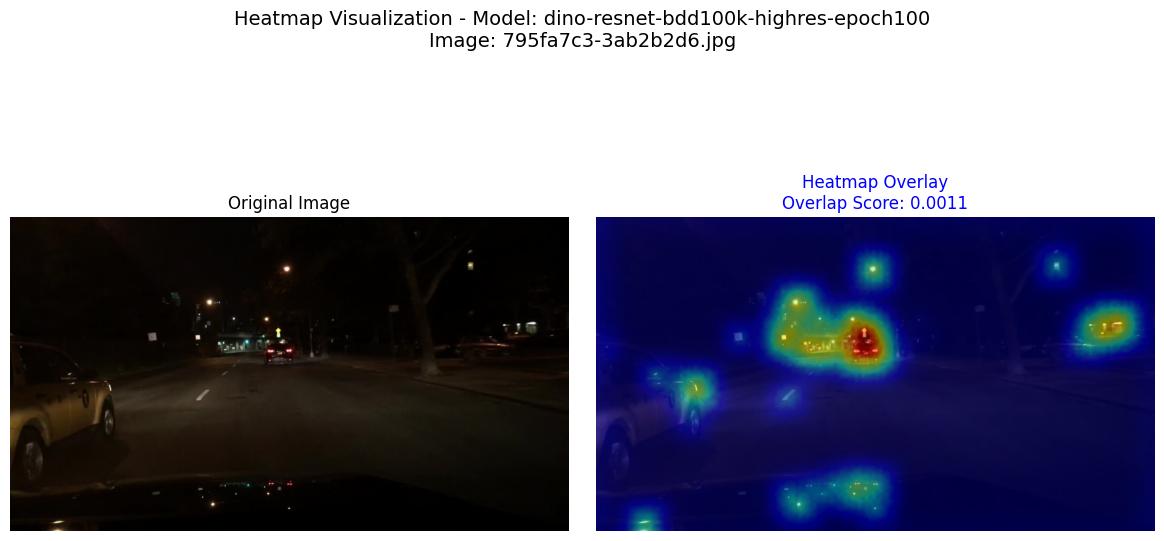 Heatmap Visualization - Model: dino-resnet-bdd100k-highres-epoch100
Image: 795fa7c3-3ab2b2d6.jpg
Original Image
Heatmap Overlay
Overlap Score: 0.0011